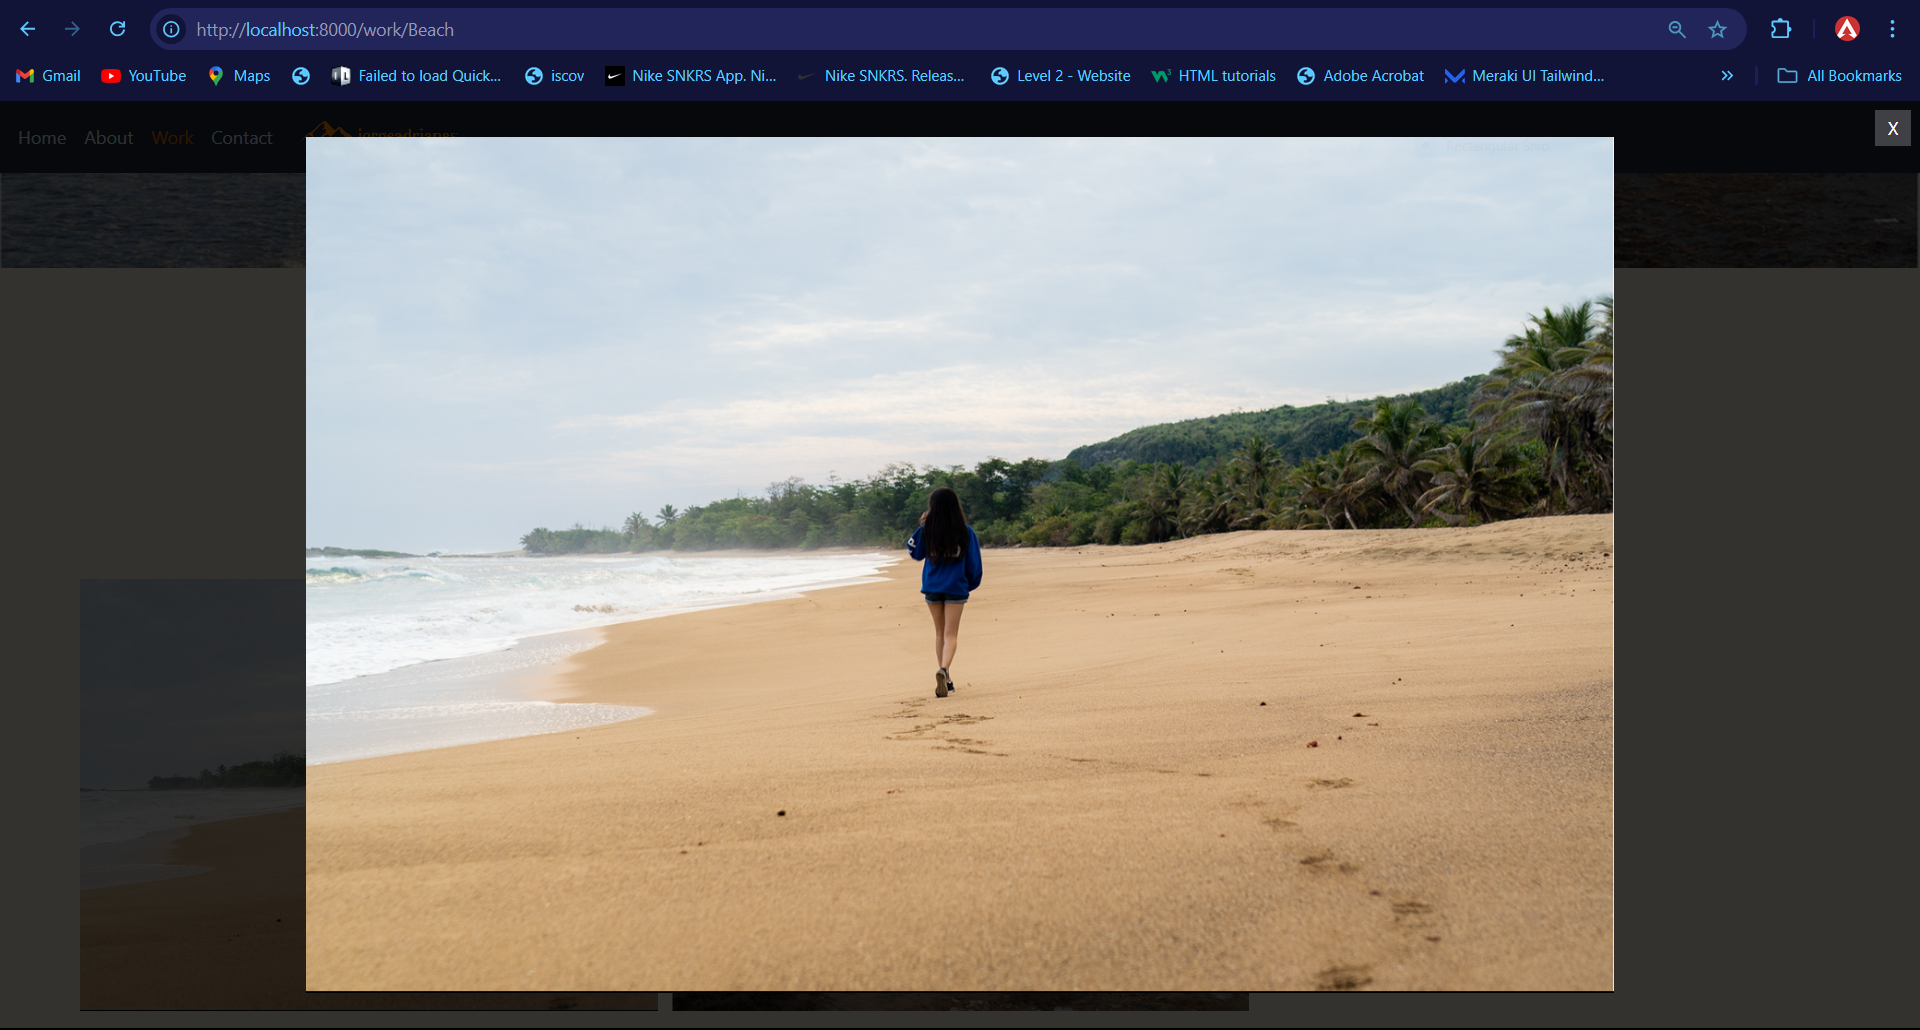 http://localhost:8000/work/Beach
Gmail YouTube Maps Failed to load Quick... iscov Nike SNKRS App. Ni... Nike SNKRS. Releas... Level 2 - Website HTML tutorials Adobe Acrobat Meraki UI Tailwind... » All Bookmarks
Home About Work Contact
X